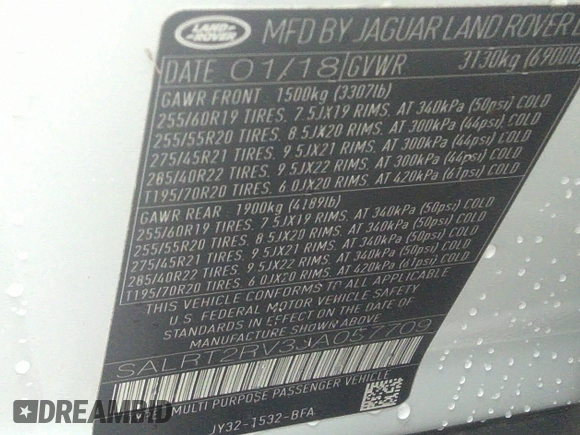 LAND ROVER
MFD BY JAGUAR LAND ROVER L
DATE 01/18 GVWR 3130kg (6900lb
GAWR FRONT : 1500kg (3307lb)
255/60R19 TIRES. 7.5JX19 RIMS. AT 340kPa (50psi) COLD
255/55R20 TIRES. 8.5JX20 RIMS. AT 300kPa (44psi) COLD
275/45R21 TIRES. 9.5JX21 RIMS. AT 300kPa (44psi) COLD
285/40R22 TIRES. 9.5JX22 RIMS. AT 300kPa (44psi) COLD
T195/70R20 TIRES. 6.0JX20 RIMS. AT 420kPa (61psi) COLD
GAWR REAR : 1900kg (4189lb)
255/60R19 TIRES. 7.5JX19 RIMS. AT 340kPa (50psi) COLD
255/55R20 TIRES. 8.5JX20 RIMS. AT 340kPa (50psi) COLD
275/45R21 TIRES. 9.5JX21 RIMS. AT 340kPa (50psi) COLD
285/40R22 TIRES. 9.5JX22 RIMS. AT 340kPa (50psi) COLD
T195/70R20 TIRES. 6.0JX20 RIMS. AT 420kPa (61psi) COLD
THIS VEHICLE CONFORMS TO ALL APPLICABLE
U.S. FEDERAL MOTOR VEHICLE SAFETY
STANDARDS IN EFFECT ON THE DATE OF
MANUFACTURE SHOWN ABOVE
SALRT2RV3JA057709
MULTI PURPOSE PASSENGER VEHICLE
JY32-1532-BFA
DREAMBID